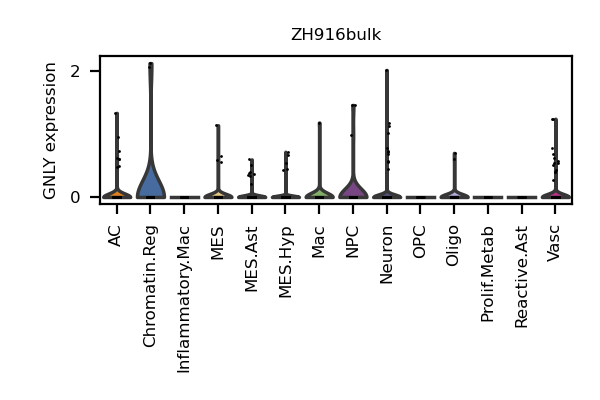 ZH916bulk
GNLY expression
2
0
AC
Chromatin.Reg
Inflammatory.Mac
MES
MES.Ast
MES.Hyp
Mac
NPC
Neuron
OPC
Oligo
Prolif.Metab
Reactive.Ast
Vasc